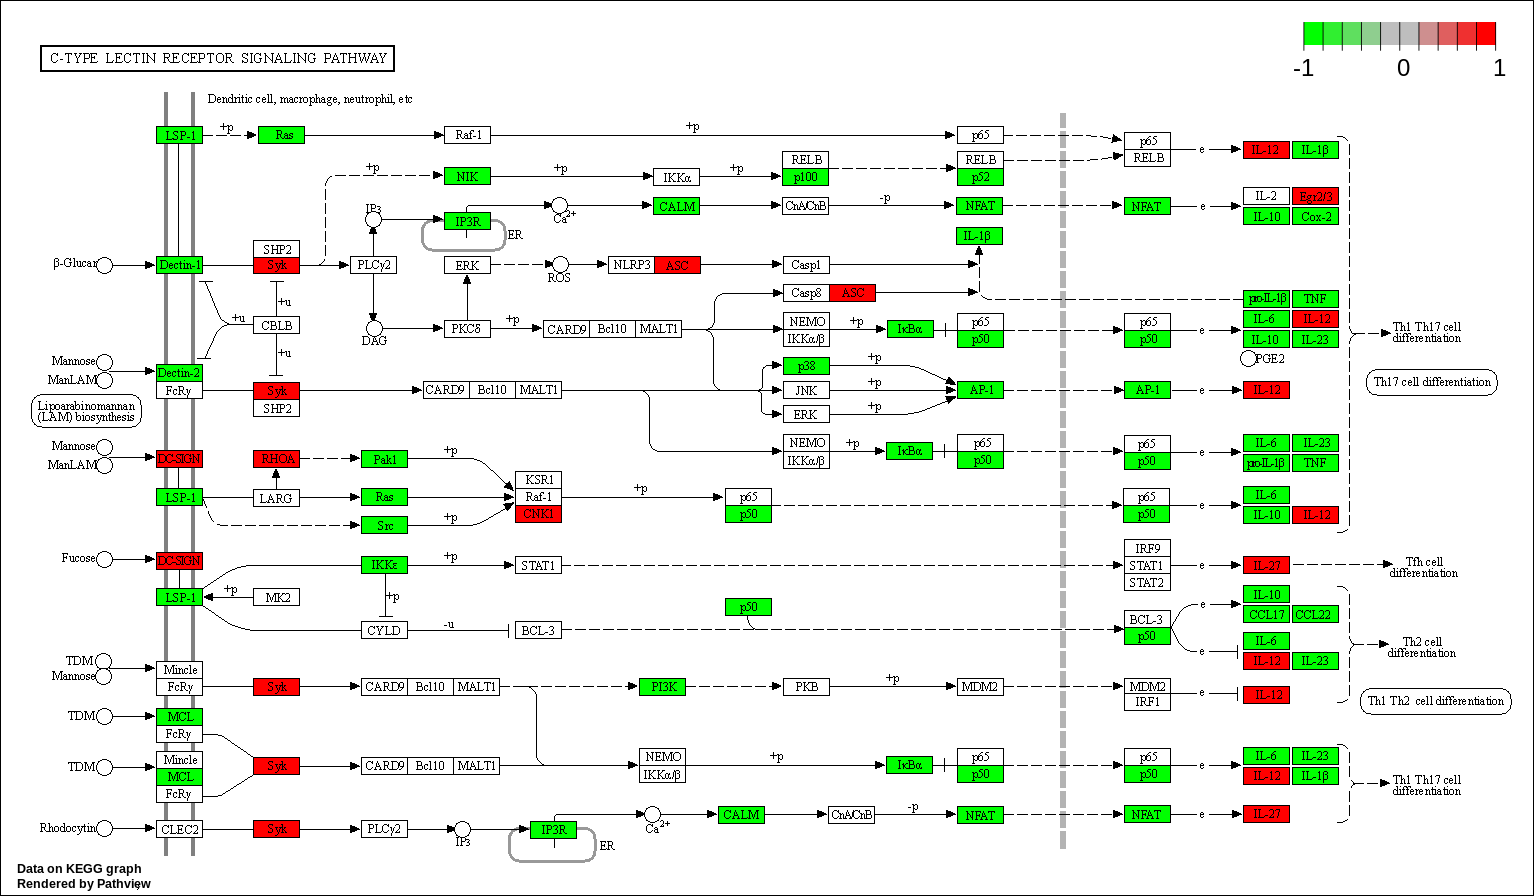 C-TYPE LECTIN RECEPTOR SIGNALING PATHWAY
-1 0 1
Dendritic cell, macrophage, neutrophil, etc
LSP-1 +p Ras Raf-1 +p p65 p65 RELB e IL-12 IL-1β
+p NIK +p IKKα +p RELB p100 RELB p52
IP3 IP3R ER Ca2+ CALM CnA/CnB -p NFAT NFAT e IL-2 Egr2/3
IL-10 Cox-2
IL-1β
β-Glucan Dectin-1 SHP2 Syk PLCγ2 ERK ROS NLRP3 ASC Casp1
Casp8 ASC pro-IL-1β TNF
+u CBLB +u DAG PKCδ +p CARD9 Bcl10 MALT1 NEMO IKKα/β +p IκBα p65 p50 p65 p50 e IL-6 IL-12
IL-10 IL-23
PGE2
Th1 Th17 cell
differentiation
+u
Mannose
ManLAM
Dectin-2 FcRγ Syk SHP2 CARD9 Bcl10 MALT1 p38 +p
JNK +p AP-1 AP-1 e IL-12
ERK +p
Th17 cell differentiation
Lipoarabinomannan
(LAM) biosynthesis
NEMO IKKα/β +p IκBα p65 p50 p65 p50 e IL-6 IL-23
pro-IL-1β TNF
Mannose
ManLAM
DC-SIGN RHOA Pak1 +p
LSP-1 LARG Ras KSR1 Raf-1 CNK1 +p p65 p50 p65 p50 e IL-6
IL-10 IL-12
Src +p
Fucose DC-SIGN IKKε +p STAT1 IRF9 STAT1 STAT2 e IL-27 Tfh cell
differentiation
LSP-1 +p MK2 +p
CYLD -u BCL-3 p50 BCL-3 p50 e IL-10
CCL17 CCL22
e IL-6
IL-12 IL-23
Th2 cell
differentiation
TDM
Mannose
Mincle FcRγ Syk CARD9 Bcl10 MALT1 PI3K PKB +p MDM2 MDM2 IRF1 e IL-12
Th1 Th2 cell differentiation
TDM MCL FcRγ
TDM Mincle MCL FcRγ Syk CARD9 Bcl10 MALT1 NEMO IKKα/β +p IκBα p65 p50 p65 p50 e IL-6 IL-23
IL-12 IL-1β
Th1 Th17 cell
differentiation
Rhodocytin CLEC2 Syk PLCγ2 IP3 IP3R ER Ca2+ CALM CnA/CnB -p NFAT NFAT e IL-27
Data on KEGG graph
Rendered by Pathview